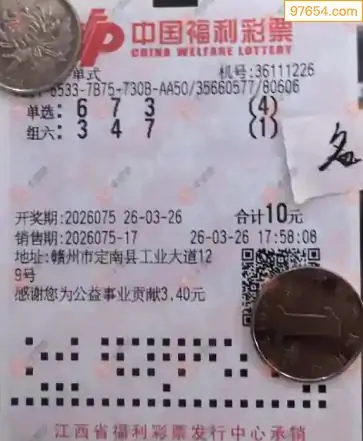 97654.com
中国福利彩票
CHINA WELFARE LOTTERY
单式 机号:36111226
6533-7B75-730B-AA50/35660577/80606
单选: 6 7 3 (4)
组六: 3 4 7 (1)
开奖期:2026075 26-03-26 合计10元
销售期:2026075-17 26-03-26 17:58:08
地址:赣州市定南县工业大道12
9号
感谢您为公益事业贡献3.40元
江西省福利彩票发行中心承销